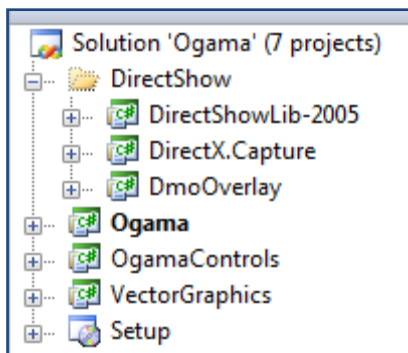 Solution 'Ogama' (7 projects)
DirectShow
DirectShowLib-2005
DirectX.Capture
DmoOverlay
Ogama
OgamaControls
VectorGraphics
Setup